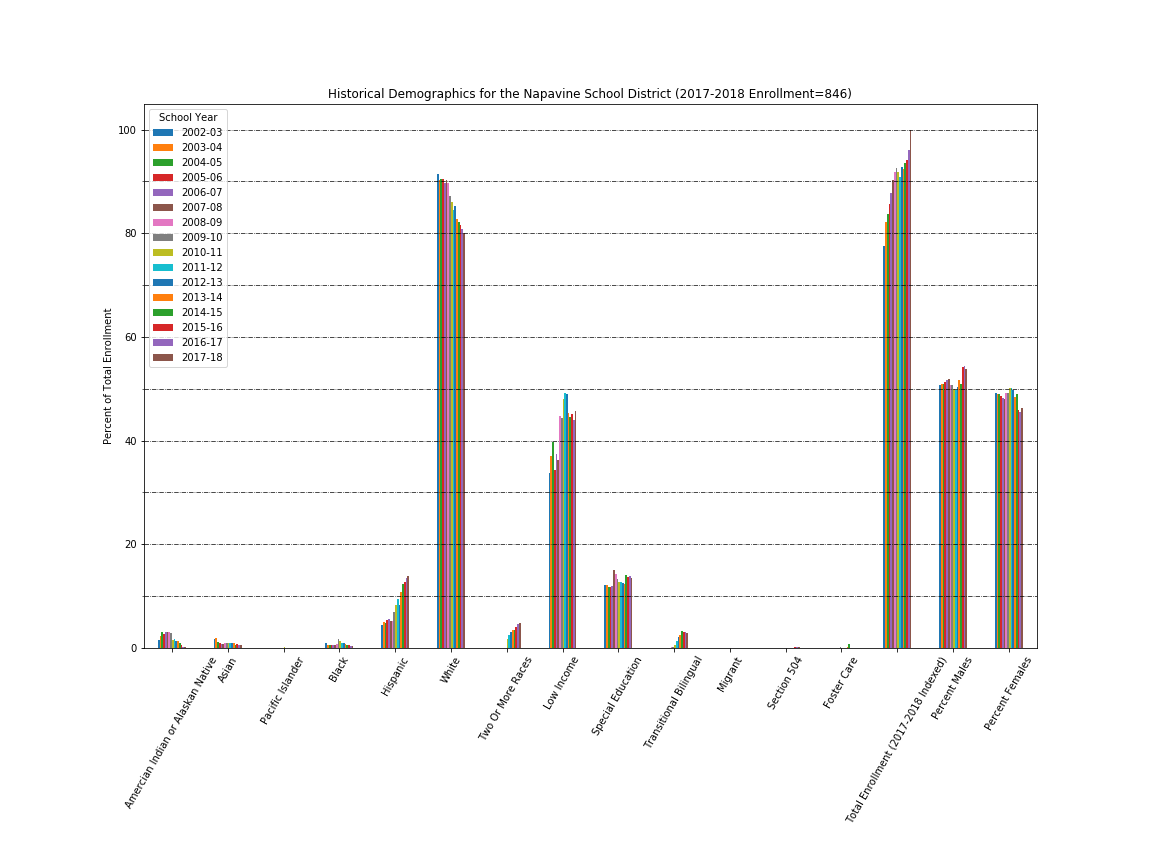 Historical Demographics for the Napavine School District (2017-2018 Enrollment=846)
School Year
2002-03
2003-04
2004-05
2005-06
2006-07
2007-08
2008-09
2009-10
2010-11
2011-12
2012-13
2013-14
2014-15
2015-16
2016-17
2017-18
Percent of Total Enrollment
100
80
60
40
20
0
Amercian Indian or Alaskan Native
Asian
Pacific Islander
Black
Hispanic
White
Two Or More Races
Low Income
Special Education
Transitional Bilingual
Migrant
Section 504
Foster Care
Total Enrollment (2017-2018 Indexed)
Percent Males
Percent Females